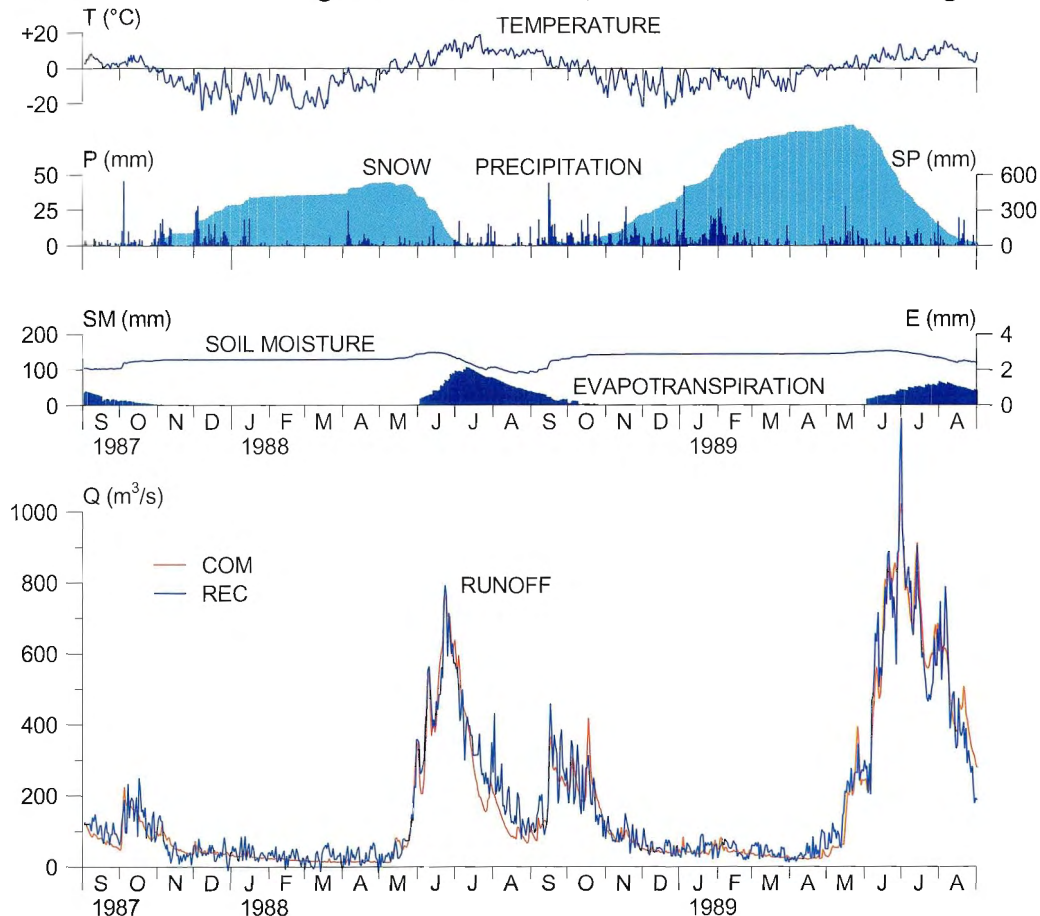 T (°C)
TEMPERATURE
+20
0
-20
P (mm)
SNOW
PRECIPITATION
SP (mm)
50
25
0
600
300
0
SM (mm)
E (mm)
200
100
0
SOIL MOISTURE
EVAPOTRANSPIRATION
4
2
0
S O N D J F M A M J J A S O N D J F M A M J J A
1987 1988 1989
Q (m³/s)
1000
800
600
400
200
0
COM
REC
RUNOFF
S O N D J F M A M J J A S O N D J F M A M J J A
1987 1988 1989